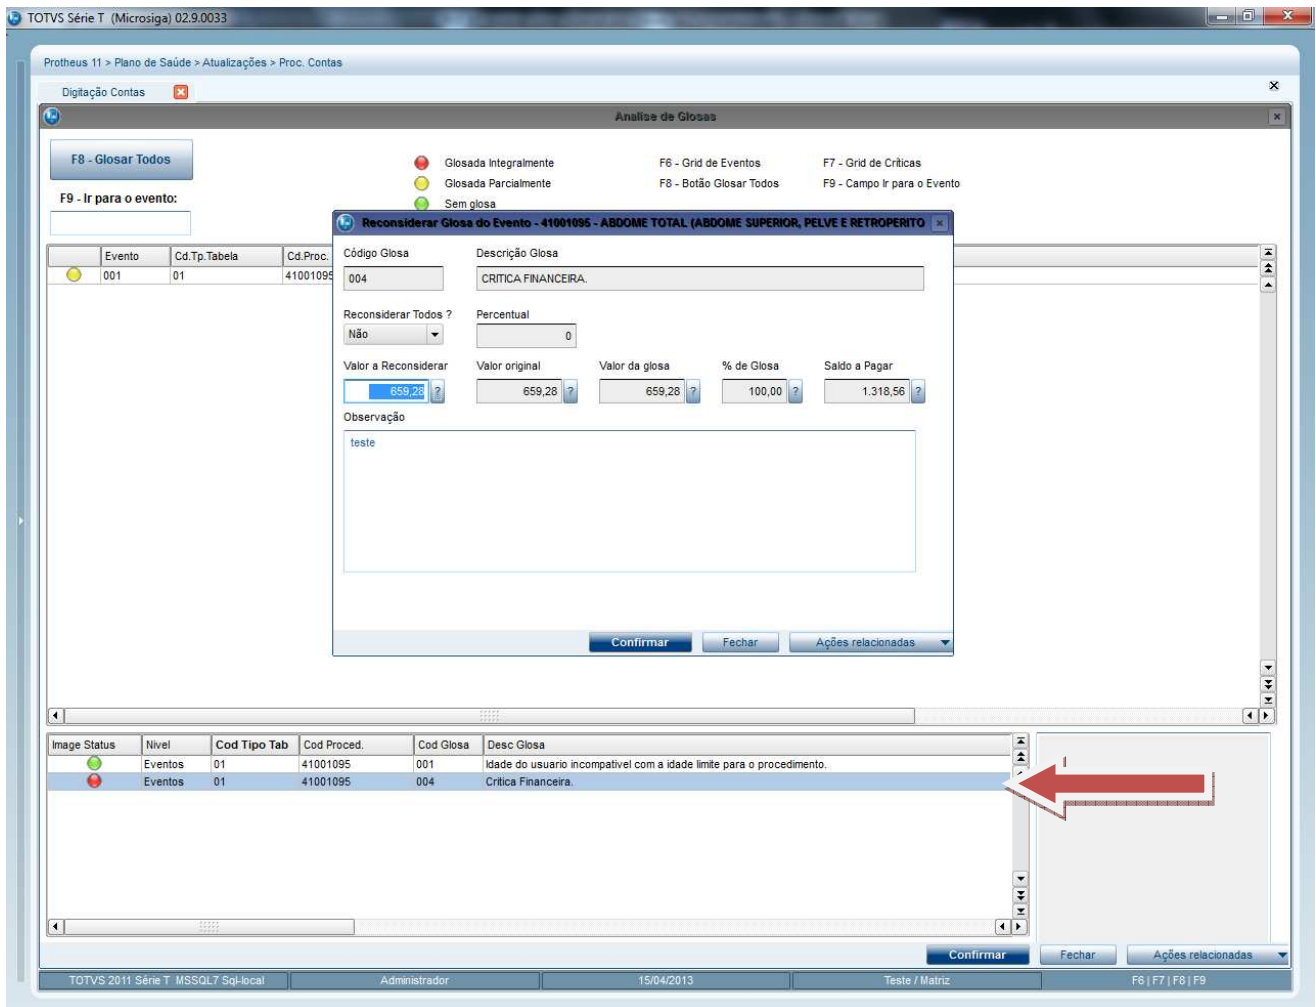 TOTVS Série T (Microsiga) 02.9.0033
Protheus 11 > Plano de Saúde > Atualizações > Proc. Contas
Digitação Contas
Analise de Glosas
F8 - Glosar Todos
Glosada Integralmente F6 - Grid de Eventos F7 - Grid de Críticas
Glosada Parcialmente F8 - Botão Glosar Todos F9 - Campo Ir para o Evento
F9 - Ir para o evento:
Sem glosa
Reconsiderar Glosa do Evento - 41001095 - ABDOME TOTAL (ABDOME SUPERIOR, PELVE E RETROPERITO
Evento Cd.Tp.Tabela Cd.Proc.
001 01 41001095
Código Glosa Descrição Glosa
004 CRITICA FINANCEIRA.
Reconsiderar Todos ? Percentual
Não 0
Valor a Reconsiderar Valor original Valor da glosa % de Glosa Saldo a Pagar
659,28 ? 659,28 ? 659,28 ? 100,00 ? 1.318,56 ?
Observação
teste
Confirmar Fechar Ações relacionadas
Image Status Nivel Cod Tipo Tab Cod Proced. Cod Glosa Desc Glosa
Eventos 01 41001095 001 Idade do usuario incompativel com a idade limite para o procedimento.
Eventos 01 41001095 004 Critica Financeira.
Confirmar Fechar Ações relacionadas
TOTVS 2011 Série T MSSQL7 Sql-local Administrador 15/04/2013 Teste / Matriz F6 | F7 | F8 | F9